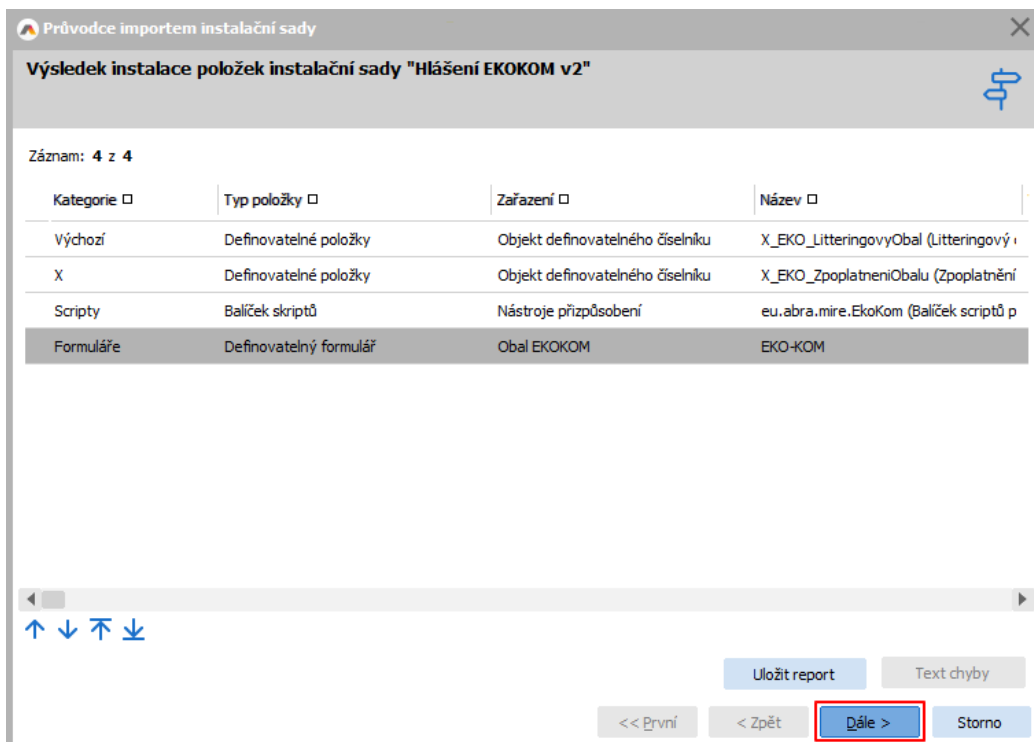 Průvodce importem instalační sady
Výsledek instalace položek instalační sady "Hlášení EKOKOM v2"
Záznam: 4 z 4
Kategorie Typ položky Zařazení Název
Výchozí Definovatelné položky Objekt definovatelného číselníku X_EKO_LitteringovyObal (Litteringový
X Definovatelné položky Objekt definovatelného číselníku X_EKO_ZpoplatneniObalu (Zpoplatnění
Scripty Balíček skriptů Nástroje přizpůsobení eu.abra.mire.EkoKom (Balíček scriptů p
Formuláře Definovatelný formulář Obal EKOKOM EKO-KOM
Uložit report Text chyby
<< První < Zpět Dále > Storno